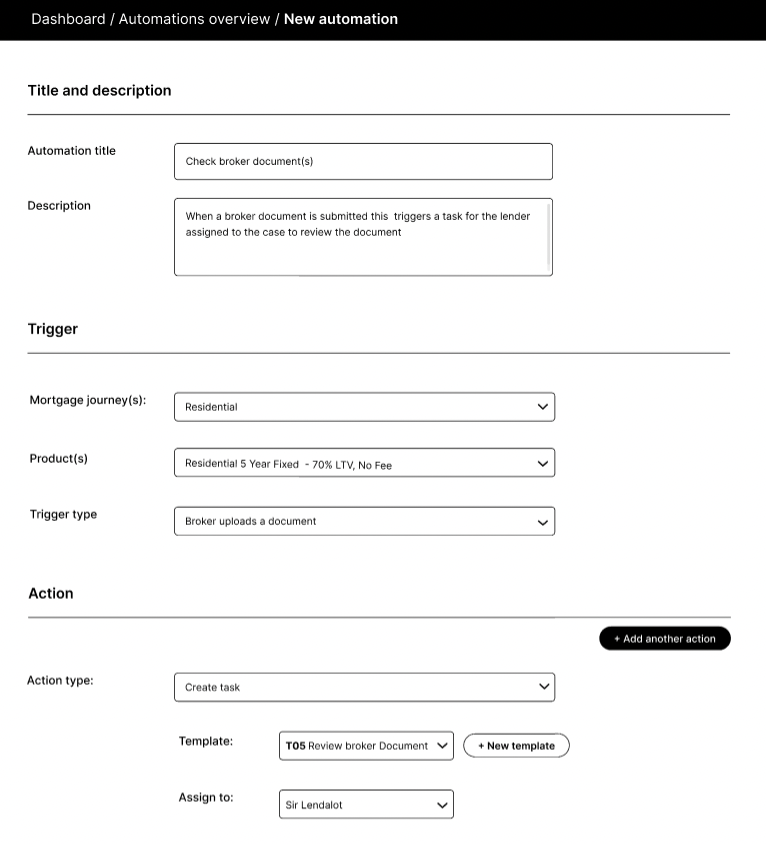 Dashboard / Automations overview / New automation
Title and description
Automation title
Check broker document(s)
Description
When a broker document is submitted this  triggers a task for the lender
assigned to the case to review the document
Trigger
Mortgage journey(s):
Residential
Product(s)
Residential 5 Year Fixed  - 70% LTV, No Fee
Trigger type
Broker uploads a document
Action
+ Add another action
Action type:
Create task
Template:
T05 Review broker Document
+ New template
Assign to:
Sir Lendalot